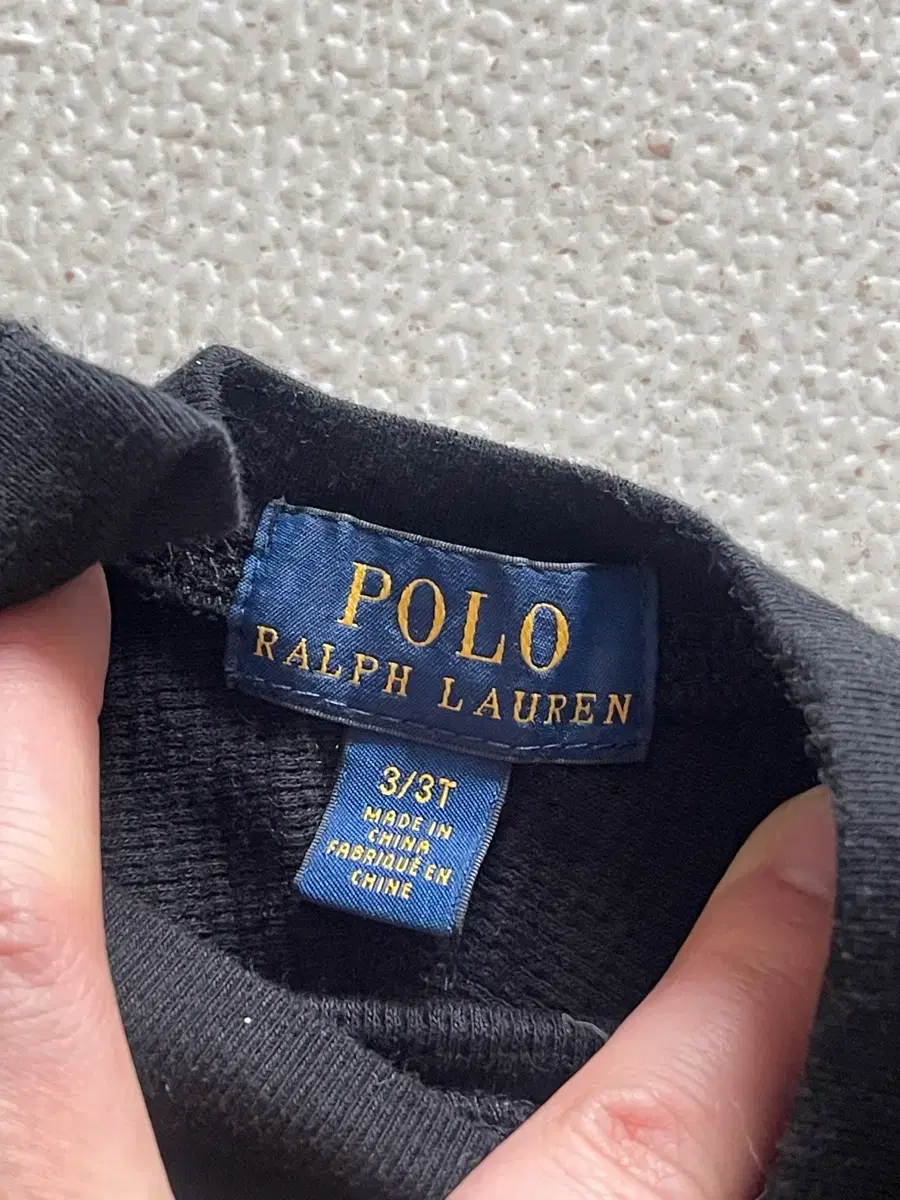 POLO
RALPH LAUREN
3/3T
MADE IN
CHINA
FABRIQUÉ EN
CHINE